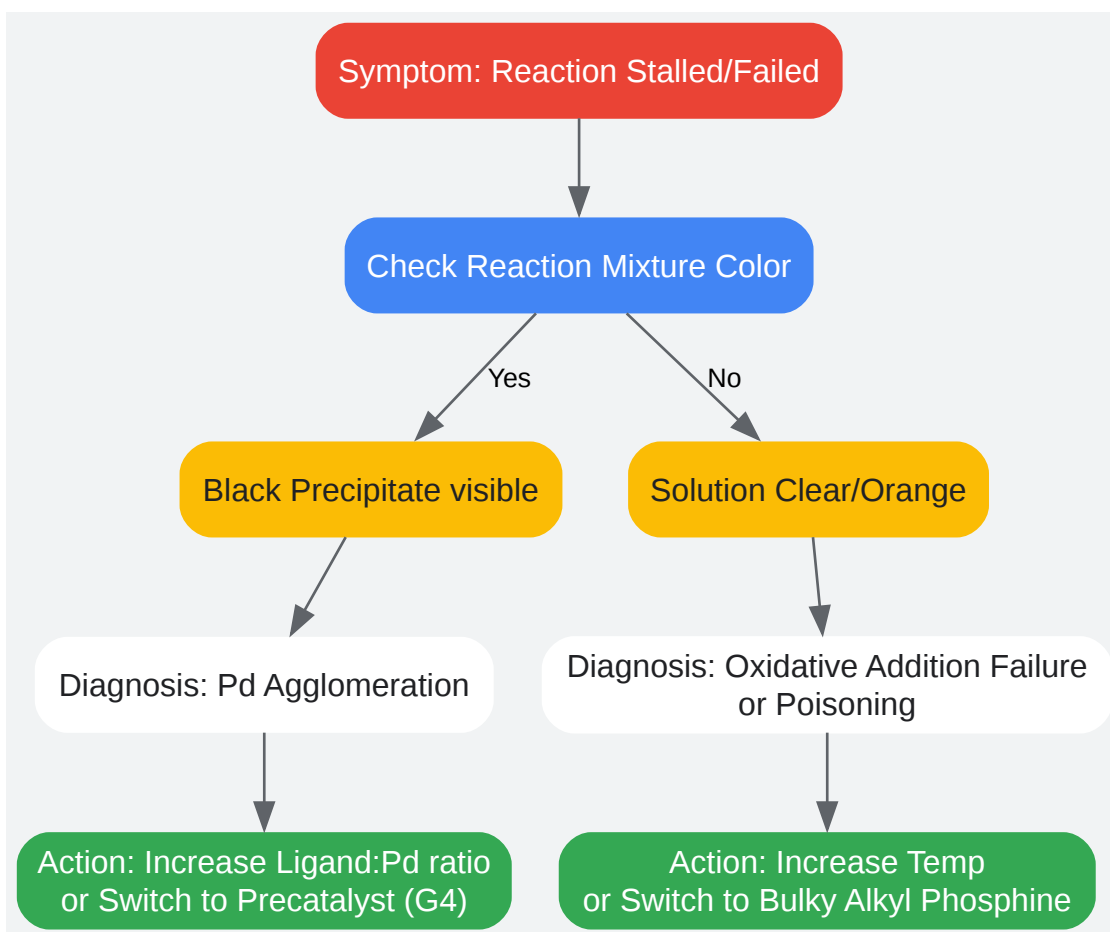 Symptom: Reaction Stalled/Failed
Check Reaction Mixture Color
Yes
No
Black Precipitate visible
Solution Clear/Orange
Diagnosis: Pd Agglomeration
Diagnosis: Oxidative Addition Failure
or Poisoning
Action: Increase Ligand:Pd ratio
or Switch to Precatalyst (G4)
Action: Increase Temp
or Switch to Bulky Alkyl Phosphine